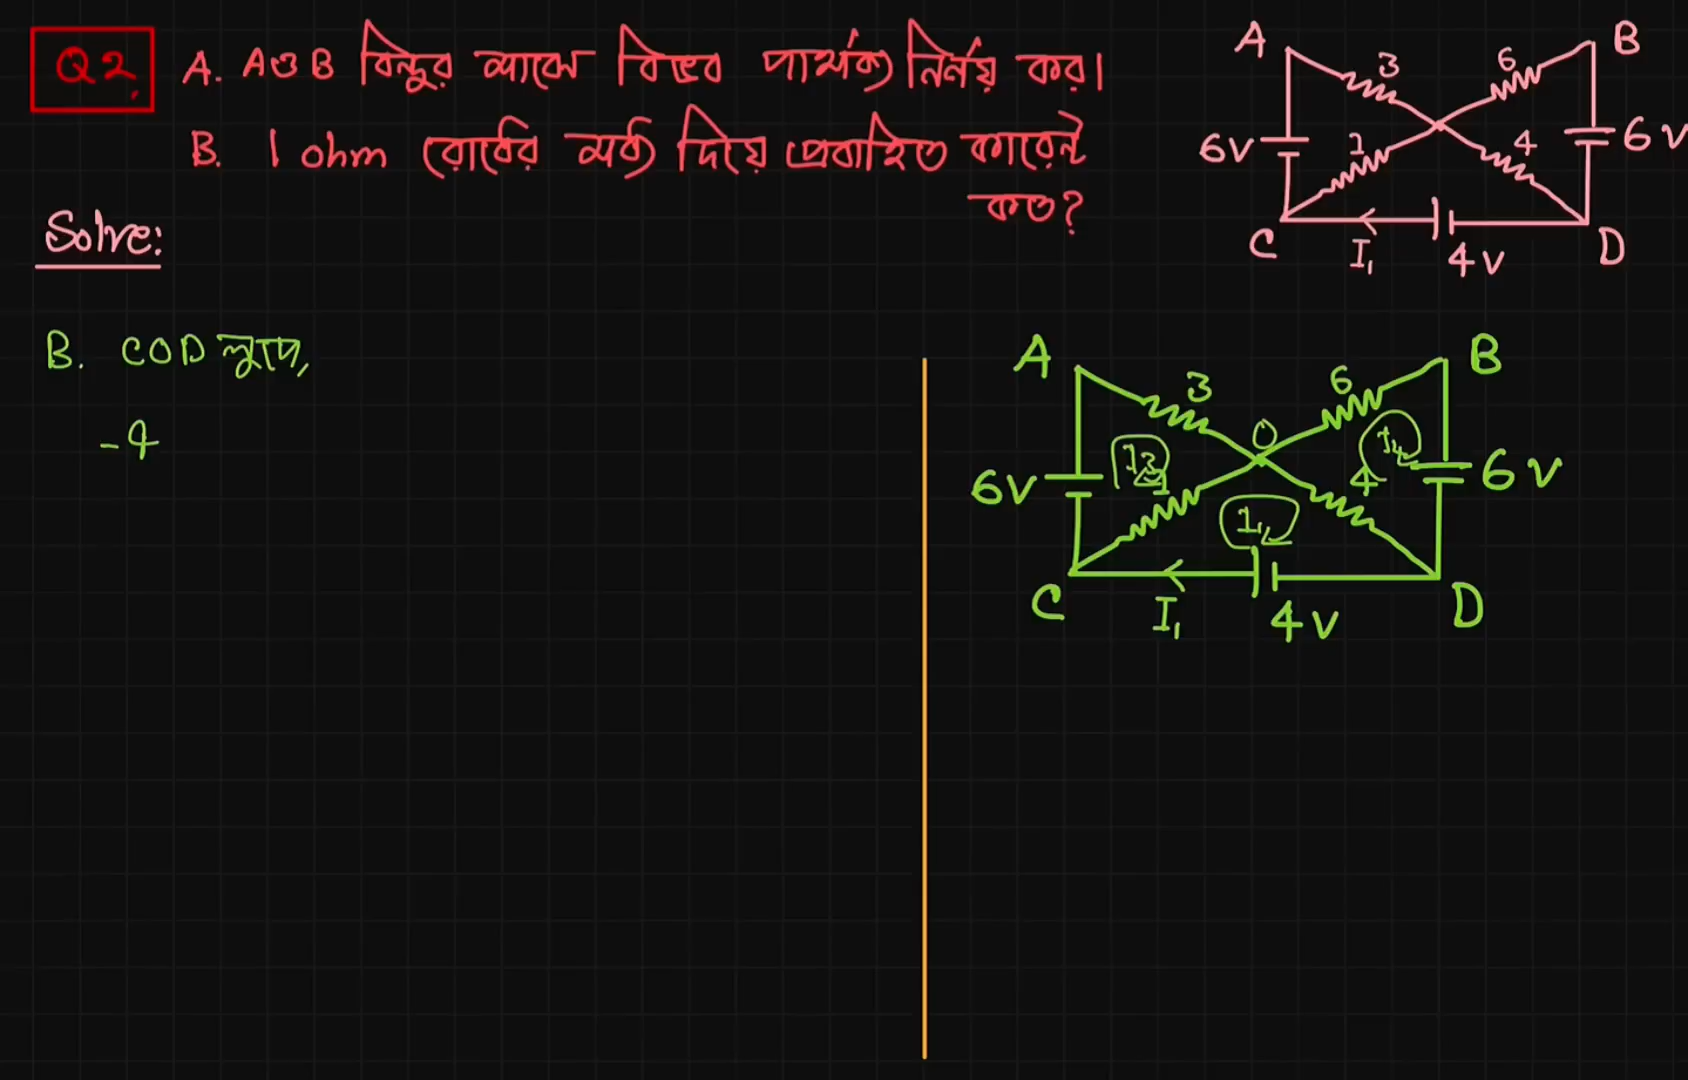 Q2. A. A ও B বিন্দুর মাঝে বিভব পার্থক্য নির্ণয় কর।
B. 1 ohm রোধের মধ্য দিয়ে প্রবাহিত কারেন্ট
কত?
A 3 6 B
6V 1 4 6V
C I₁ 4V D
Solve:
B. COD লুপে,
-4
A 3 6 B
O
6V I₃ 1 4 I₂ 6V
I₁
C I₁ 4V D